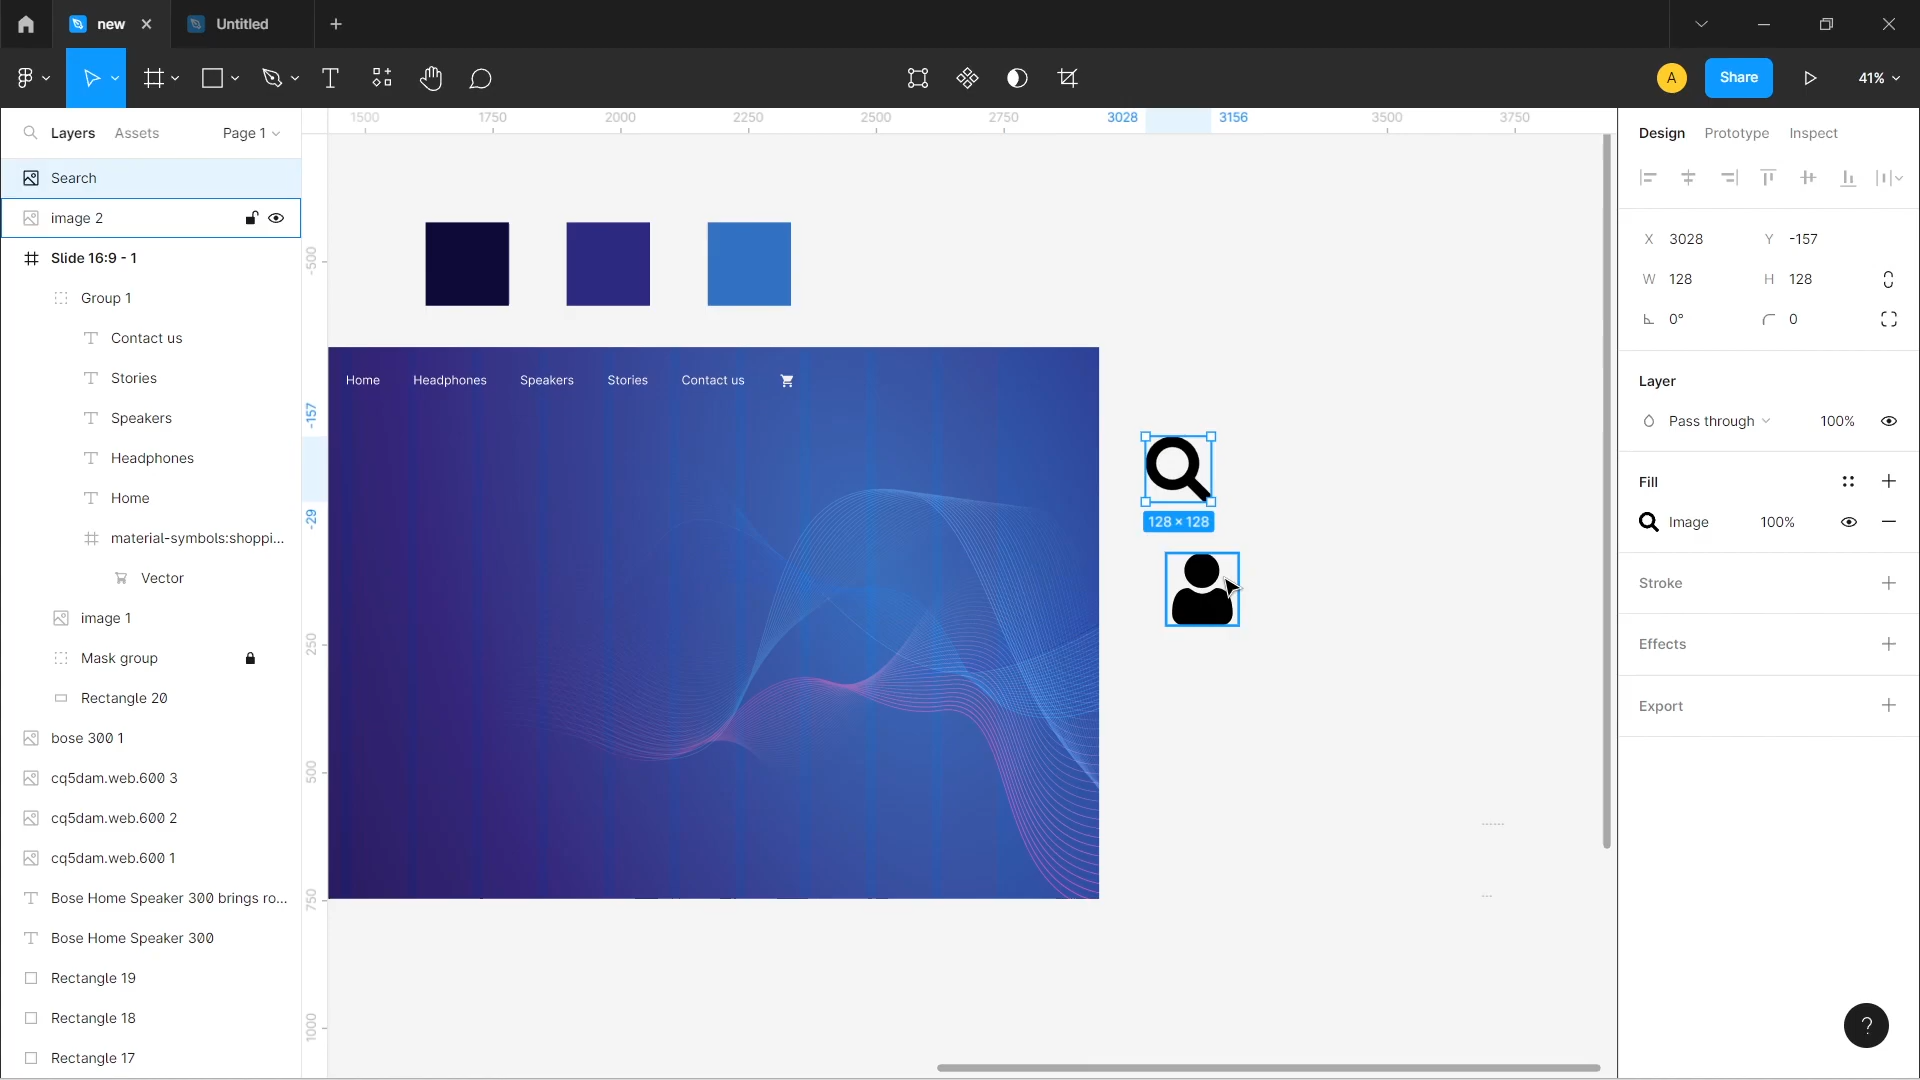 new
Untitled
A
Share
41%
Layers
Assets
Page 1
1500
1750
2000
2250
2500
2750
3028
3156
3500
3750
Design
Prototype
Inspect
Search
image 2
Slide 16:9 - 1
Group 1
Contact us
Stories
Speakers
Headphones
Home
material-symbols:shoppi...
Vector
image 1
Mask group
Rectangle 20
bose 300 1
cq5dam.web.600 3
cq5dam.web.600 2
cq5dam.web.600 1
Bose Home Speaker 300 brings ro...
Bose Home Speaker 300
Rectangle 19
Rectangle 18
Rectangle 17
-500
-157
-29
250
500
750
1000
Home
Headphones
Speakers
Stories
Contact us
128 × 128
X 3028
Y -157
W 128
H 128
0°
0
Layer
Pass through
100%
Fill
Image
100%
Stroke
Effects
Export
?